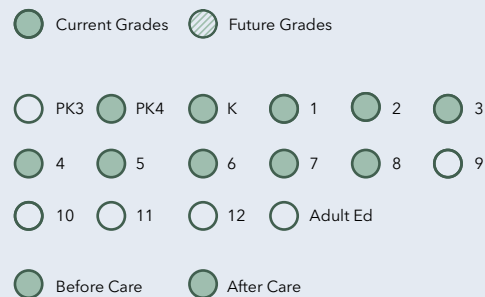 Current Grades Future Grades
PK3 PK4 K 1 2 3
4 5 6 7 8 9
10 11 12 Adult Ed
Before Care After Care